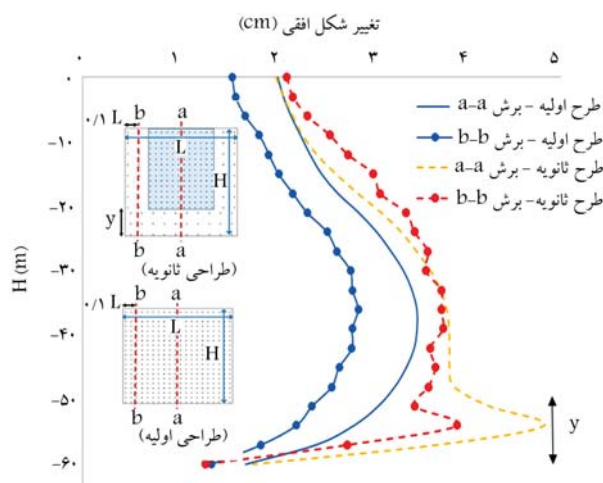 تغییر شکل افقی (cm)
۰ ۱ ۲ ۳ ۴ ۵
H (m)
۰
-۱۰
-۲۰
-۳۰
-۴۰
-۵۰
-۶۰
طرح اولیه - برش a-a
طرح اولیه - برش b-b
طرح ثانویه - برش a-a
طرح ثانویه - برش b-b
۰/۱ L b a
L
H
y
b a
(طراحی ثانویه)
۰/۱ L b a
L
H
b a
(طراحی اولیه)
y